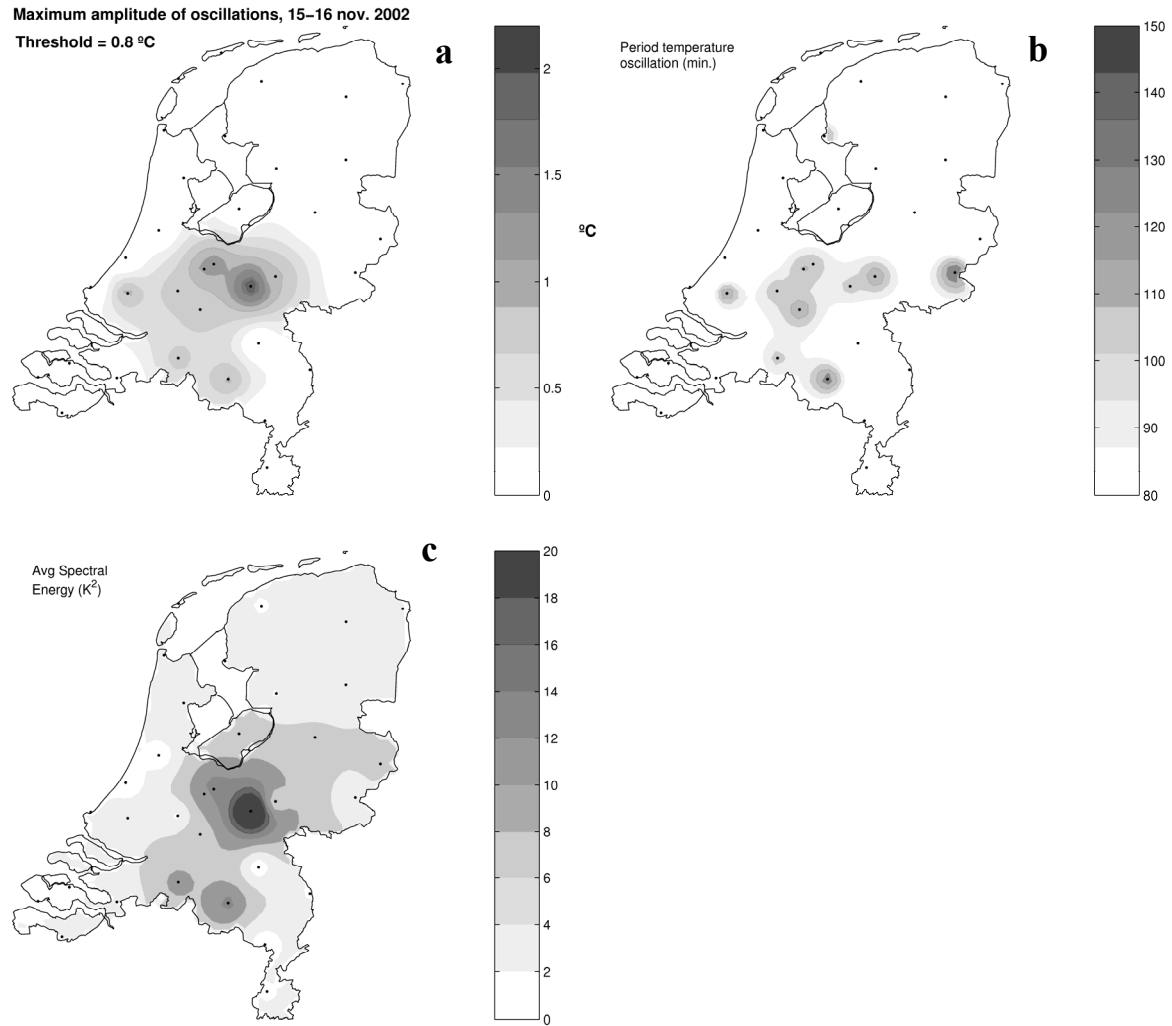 Maximum amplitude of oscillations, 15−16 nov. 2002
Threshold = 0.8 ºC
a
2
1.5
1
0.5
0
ºC
Period temperature
oscillation (min.)
b
150
140
130
120
110
100
90
80
Avg Spectral
Energy (K²)
c
20
18
16
14
12
10
8
6
4
2
0